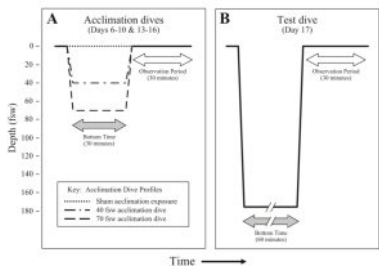 A
Acclimation dives
(Days 6-10 & 13-16)
B
Test dive
(Day 17)
Depth (fsw)
0
20
40
60
80
100
120
140
160
180
Observation Period
(30 minutes)
Bottom Time
(30 minutes)
Key: Acclimation Dive Profiles
Sham acclimation exposure
40 fsw acclimation dive
70 fsw acclimation dive
Observation Period
(30 minutes)
Bottom Time
(60 minutes)
Time